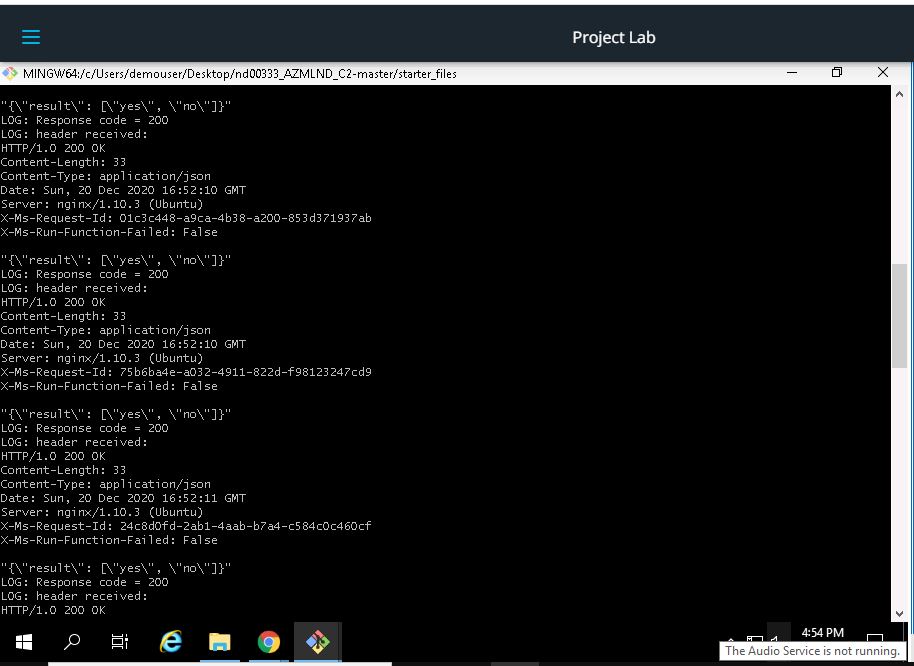 Project Lab
MINGW64:/c/Users/demouser/Desktop/nd00333_AZMLND_C2-master/starter_files
"{\"result\": [\"yes\", \"no\"]}"
LOG: Response code = 200
LOG: header received:
HTTP/1.0 200 OK
Content-Length: 33
Content-Type: application/json
Date: Sun, 20 Dec 2020 16:52:10 GMT
Server: nginx/1.10.3 (Ubuntu)
X-Ms-Request-Id: 01c3c448-a9ca-4b38-a200-853d371937ab
X-Ms-Run-Function-Failed: False
"{\"result\": [\"yes\", \"no\"]}"
LOG: Response code = 200
LOG: header received:
HTTP/1.0 200 OK
Content-Length: 33
Content-Type: application/json
Date: Sun, 20 Dec 2020 16:52:10 GMT
Server: nginx/1.10.3 (Ubuntu)
X-Ms-Request-Id: 75b6ba4e-a032-4911-822d-f98123247cd9
X-Ms-Run-Function-Failed: False
"{\"result\": [\"yes\", \"no\"]}"
LOG: Response code = 200
LOG: header received:
HTTP/1.0 200 OK
Content-Length: 33
Content-Type: application/json
Date: Sun, 20 Dec 2020 16:52:11 GMT
Server: nginx/1.10.3 (Ubuntu)
X-Ms-Request-Id: 24c8d0fd-2ab1-4aab-b7a4-c584c0c460cf
X-Ms-Run-Function-Failed: False
"{\"result\": [\"yes\", \"no\"]}"
LOG: Response code = 200
LOG: header received:
HTTP/1.0 200 OK
4:54 PM
The Audio Service is not running.